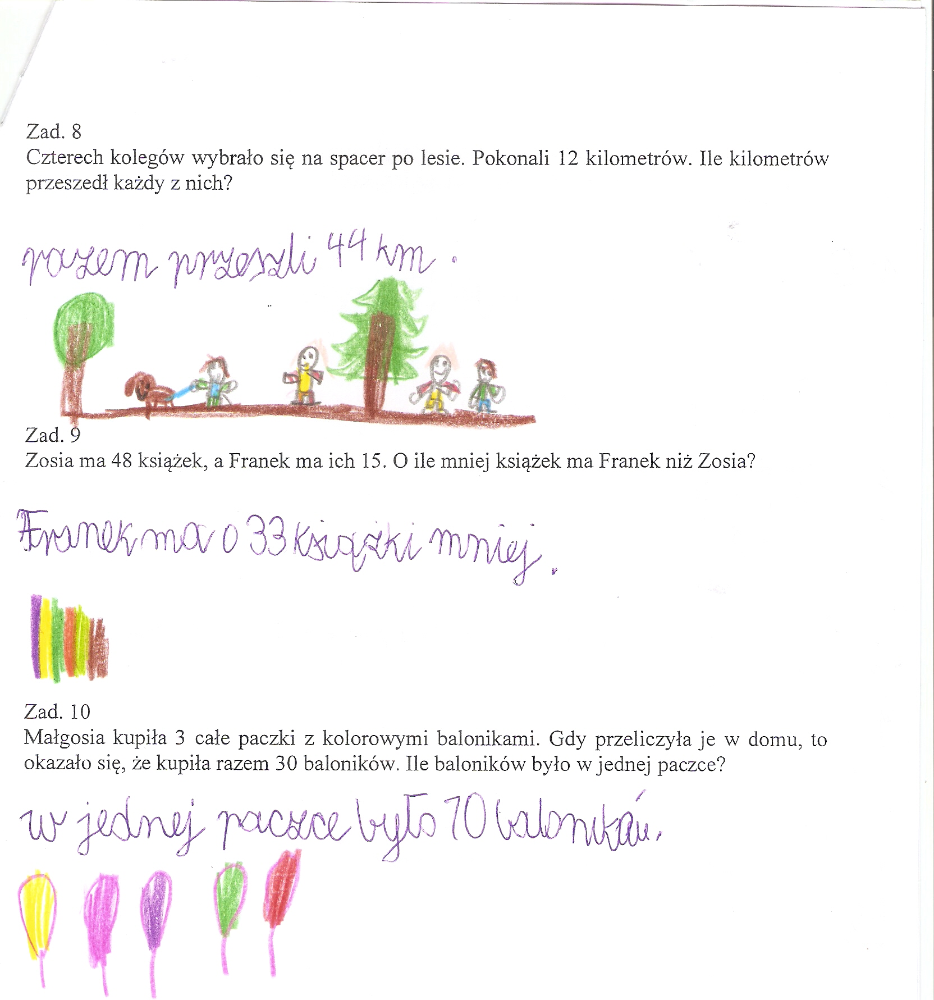 Zad. 8
Czterech kolegów wybrało się na spacer po lesie. Pokonali 12 kilometrów. Ile kilometrów
przeszedł każdy z nich?
razem przeszli 44 km.
Zad. 9
Zosia ma 48 książek, a Franek ma ich 15. O ile mniej książek ma Franek niż Zosia?
Franek ma o 33 książki mniej.
Zad. 10
Małgosia kupiła 3 całe paczki z kolorowymi balonikami. Gdy przeliczyła je w domu, to
okazało się, że kupiła razem 30 baloników. Ile baloników było w jednej paczce?
w jednej paczce było 10 baloników.